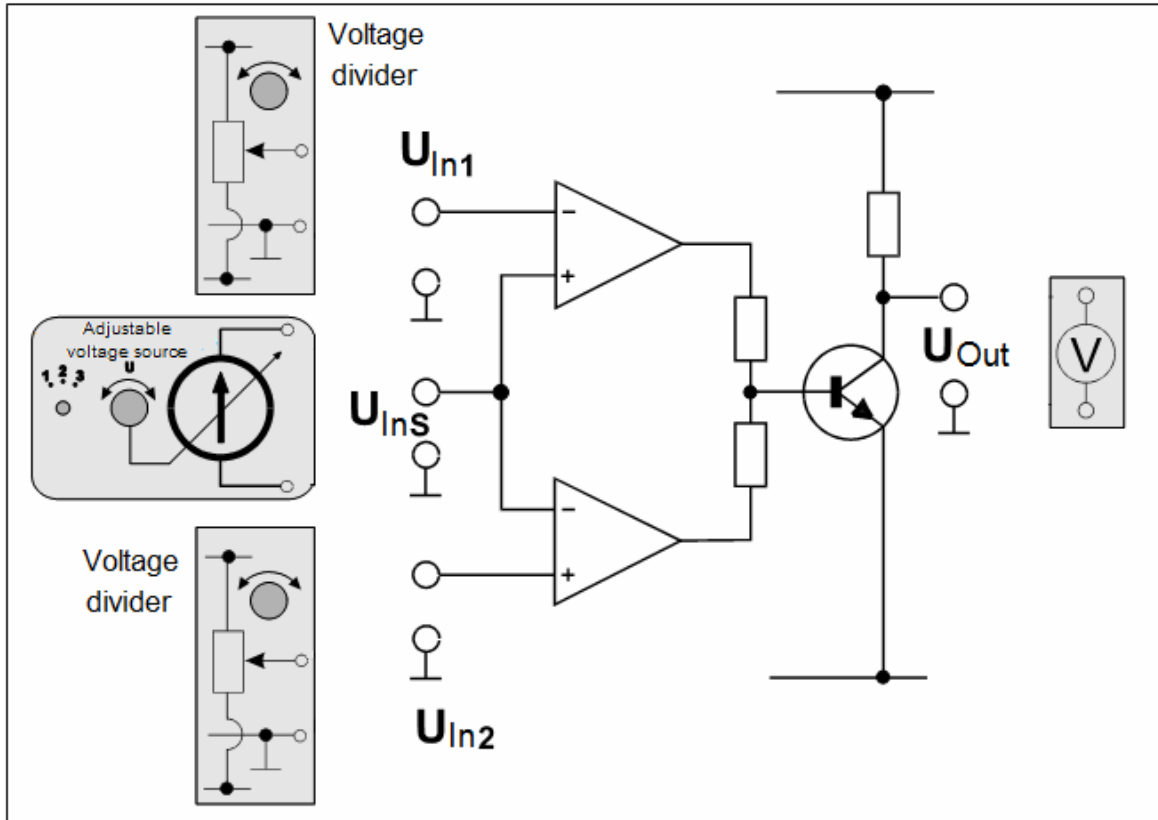 Voltage
divider
U In1
−
+
Adjustable
voltage source
1 2 3
U
U InS
U Out
V
−
+
Voltage
divider
U In2